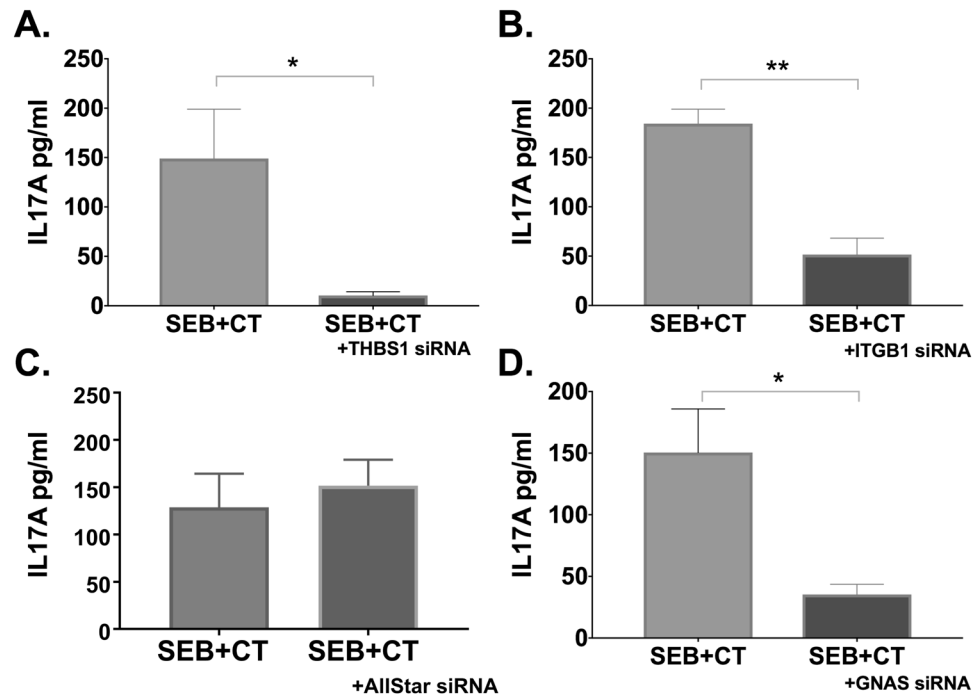 A.
250
200
150
100
50
0
IL17A pg/ml
*
SEB+CT SEB+CT
+THBS1 siRNA
B.
250
200
150
100
50
0
IL17A pg/ml
**
SEB+CT SEB+CT
+ITGB1 siRNA
C.
250
200
150
100
50
0
IL17A pg/ml
SEB+CT SEB+CT
+AllStar siRNA
D.
200
150
100
50
0
IL17A pg/ml
*
SEB+CT SEB+CT
+GNAS siRNA